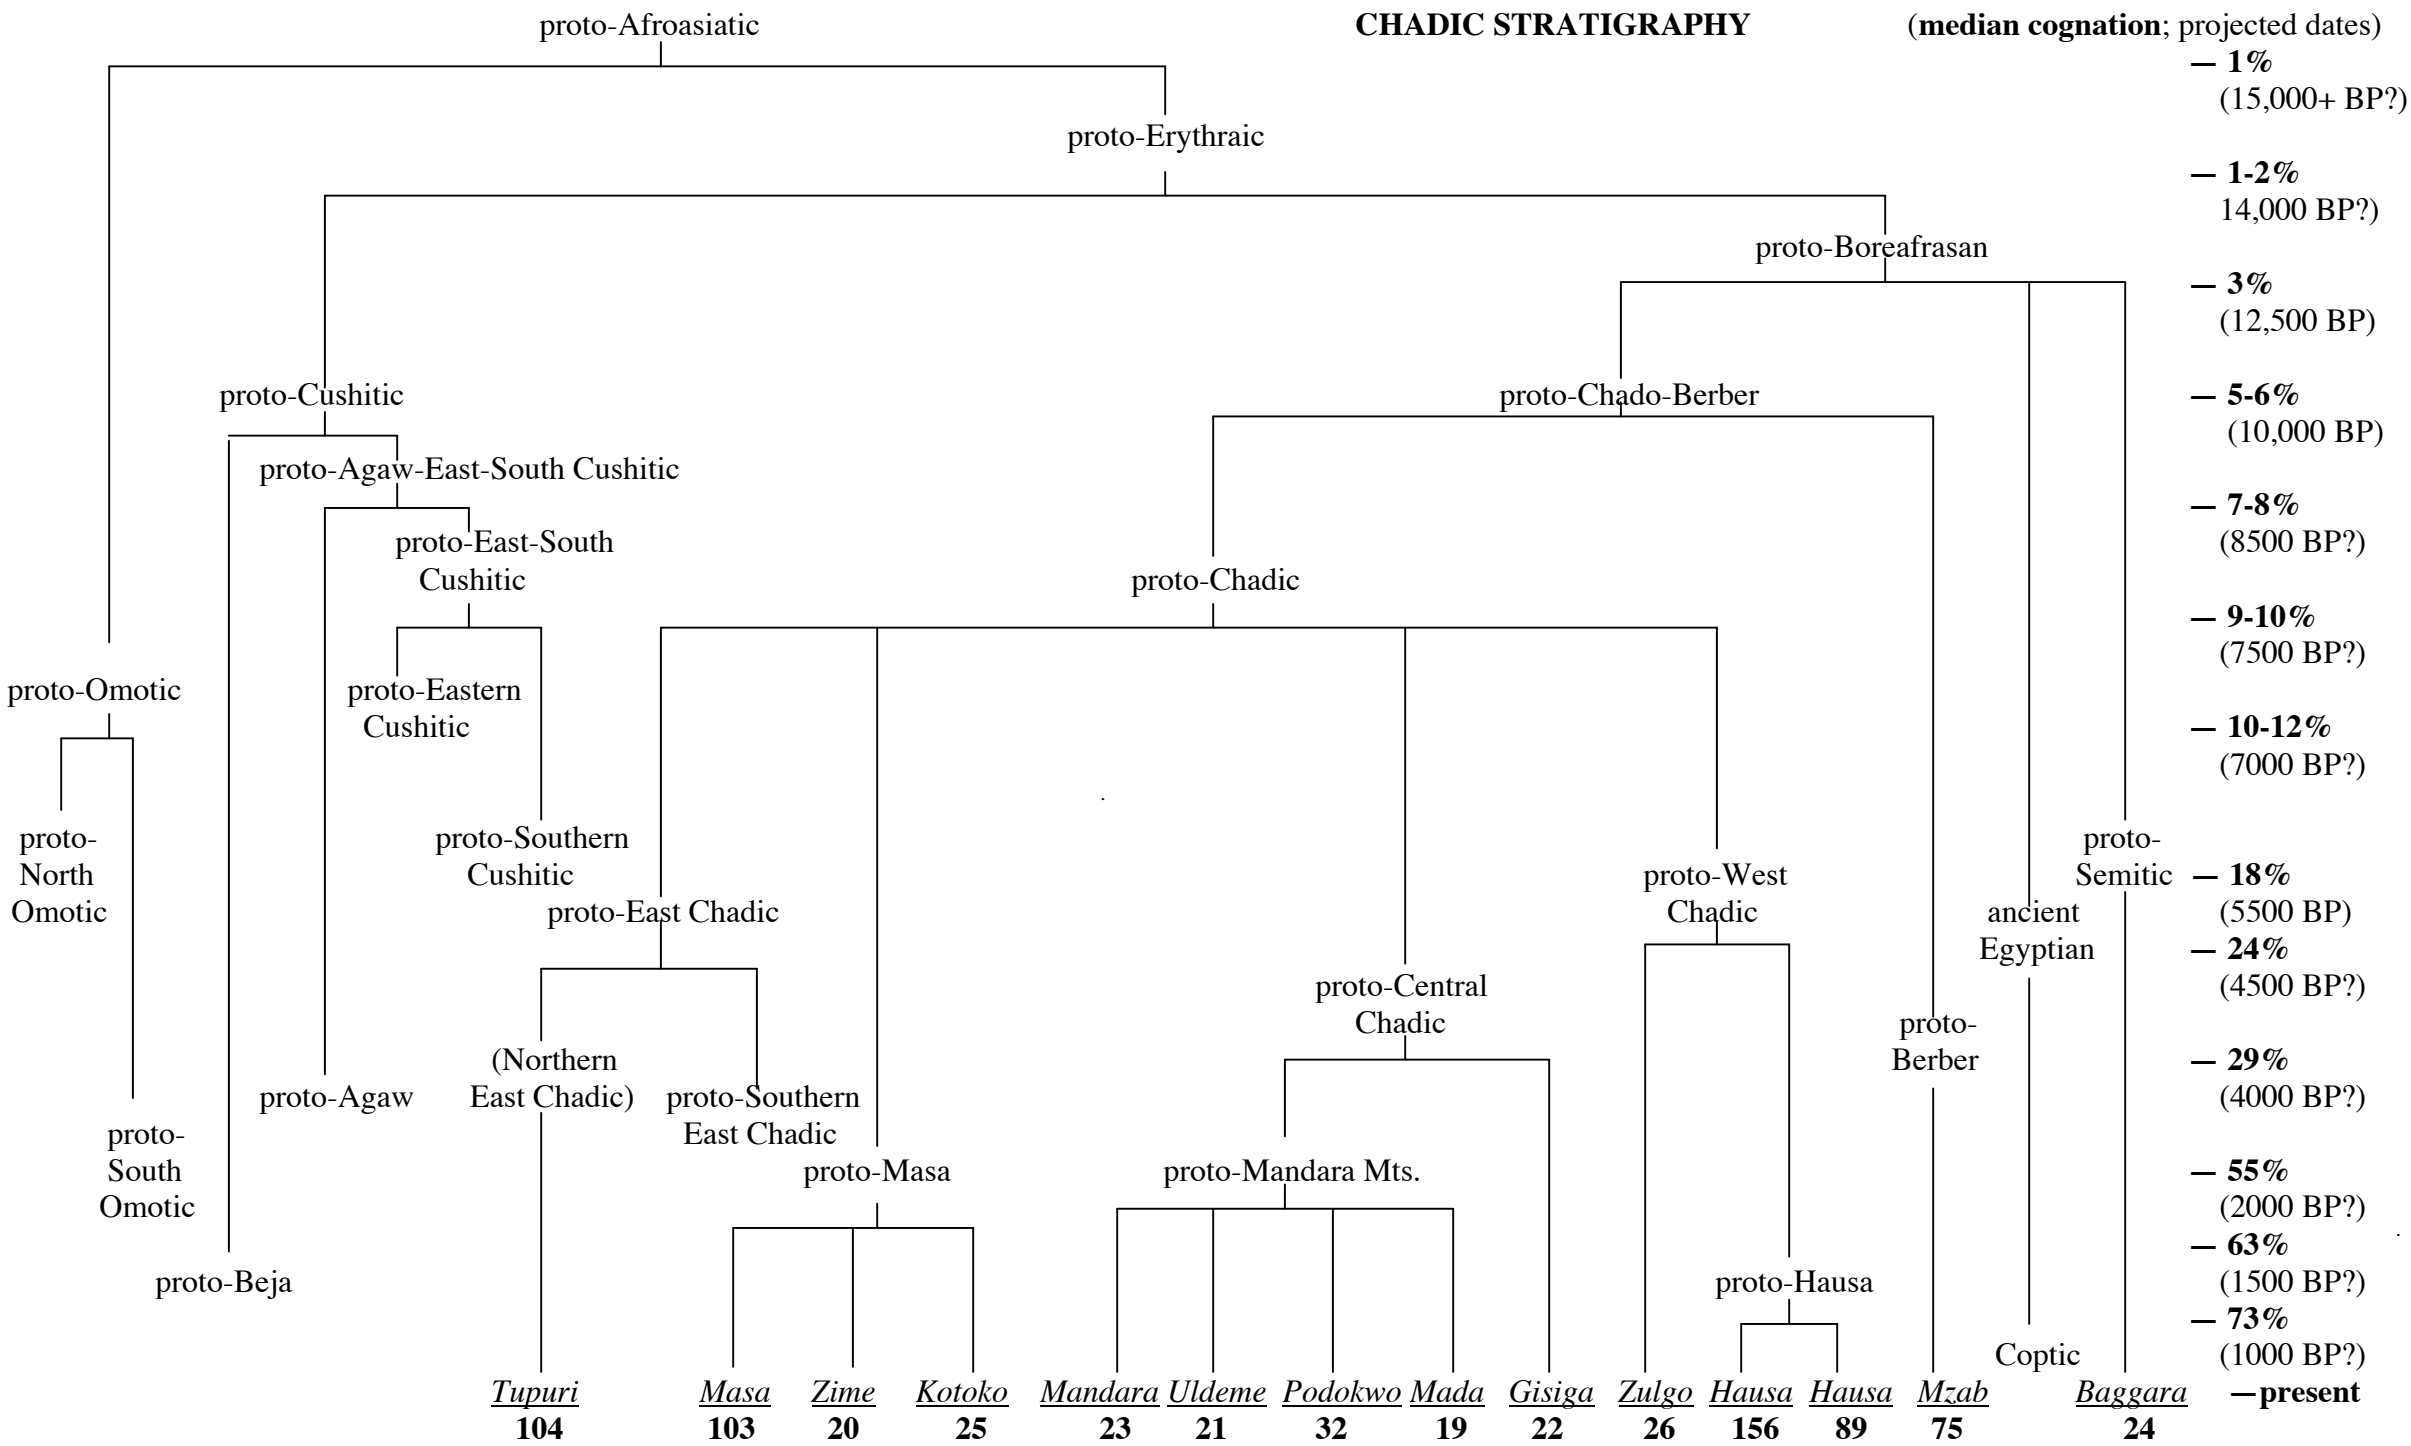 proto-Afroasiatic
CHADIC STRATIGRAPHY
(median cognation; projected dates)
— 1%
(15,000+ BP?)
proto-Erythraic
— 1-2%
14,000 BP?)
proto-Boreafrasan
— 3%
(12,500 BP)
proto-Cushitic
proto-Chado-Berber
— 5-6%
(10,000 BP)
proto-Agaw-East-South Cushitic
— 7-8%
(8500 BP?)
proto-East-South
Cushitic
proto-Chadic
— 9-10%
(7500 BP?)
proto-Omotic
proto-Eastern
Cushitic
— 10-12%
(7000 BP?)
proto-
North
Omotic
proto-Southern
Cushitic
proto-East Chadic
proto-West
Chadic
proto-
Semitic
— 18%
(5500 BP)
ancient
Egyptian
— 24%
(4500 BP?)
proto-Central
Chadic
proto-
Berber
(Northern
East Chadic)
— 29%
(4000 BP?)
proto-Agaw
proto-Southern
East Chadic
proto-
South
Omotic
proto-Masa
proto-Mandara Mts.
— 55%
(2000 BP?)
— 63%
(1500 BP?)
proto-Beja
proto-Hausa
— 73%
(1000 BP?)
Coptic
Tupuri Masa Zime Kotoko Mandara Uldeme Podokwo Mada Gisiga Zulgo Hausa Hausa Mzab Baggara —present
104 103 20 25 23 21 32 19 22 26 156 89 75 24